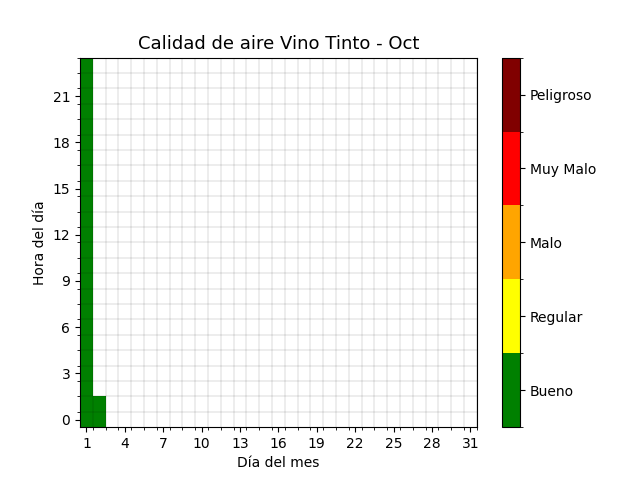 Calidad de aire Vino Tinto - Oct
Hora del día
21
18
15
12
9
6
3
0
1 4 7 10 13 16 19 22 25 28 31
Día del mes
Peligroso
Muy Malo
Malo
Regular
Bueno